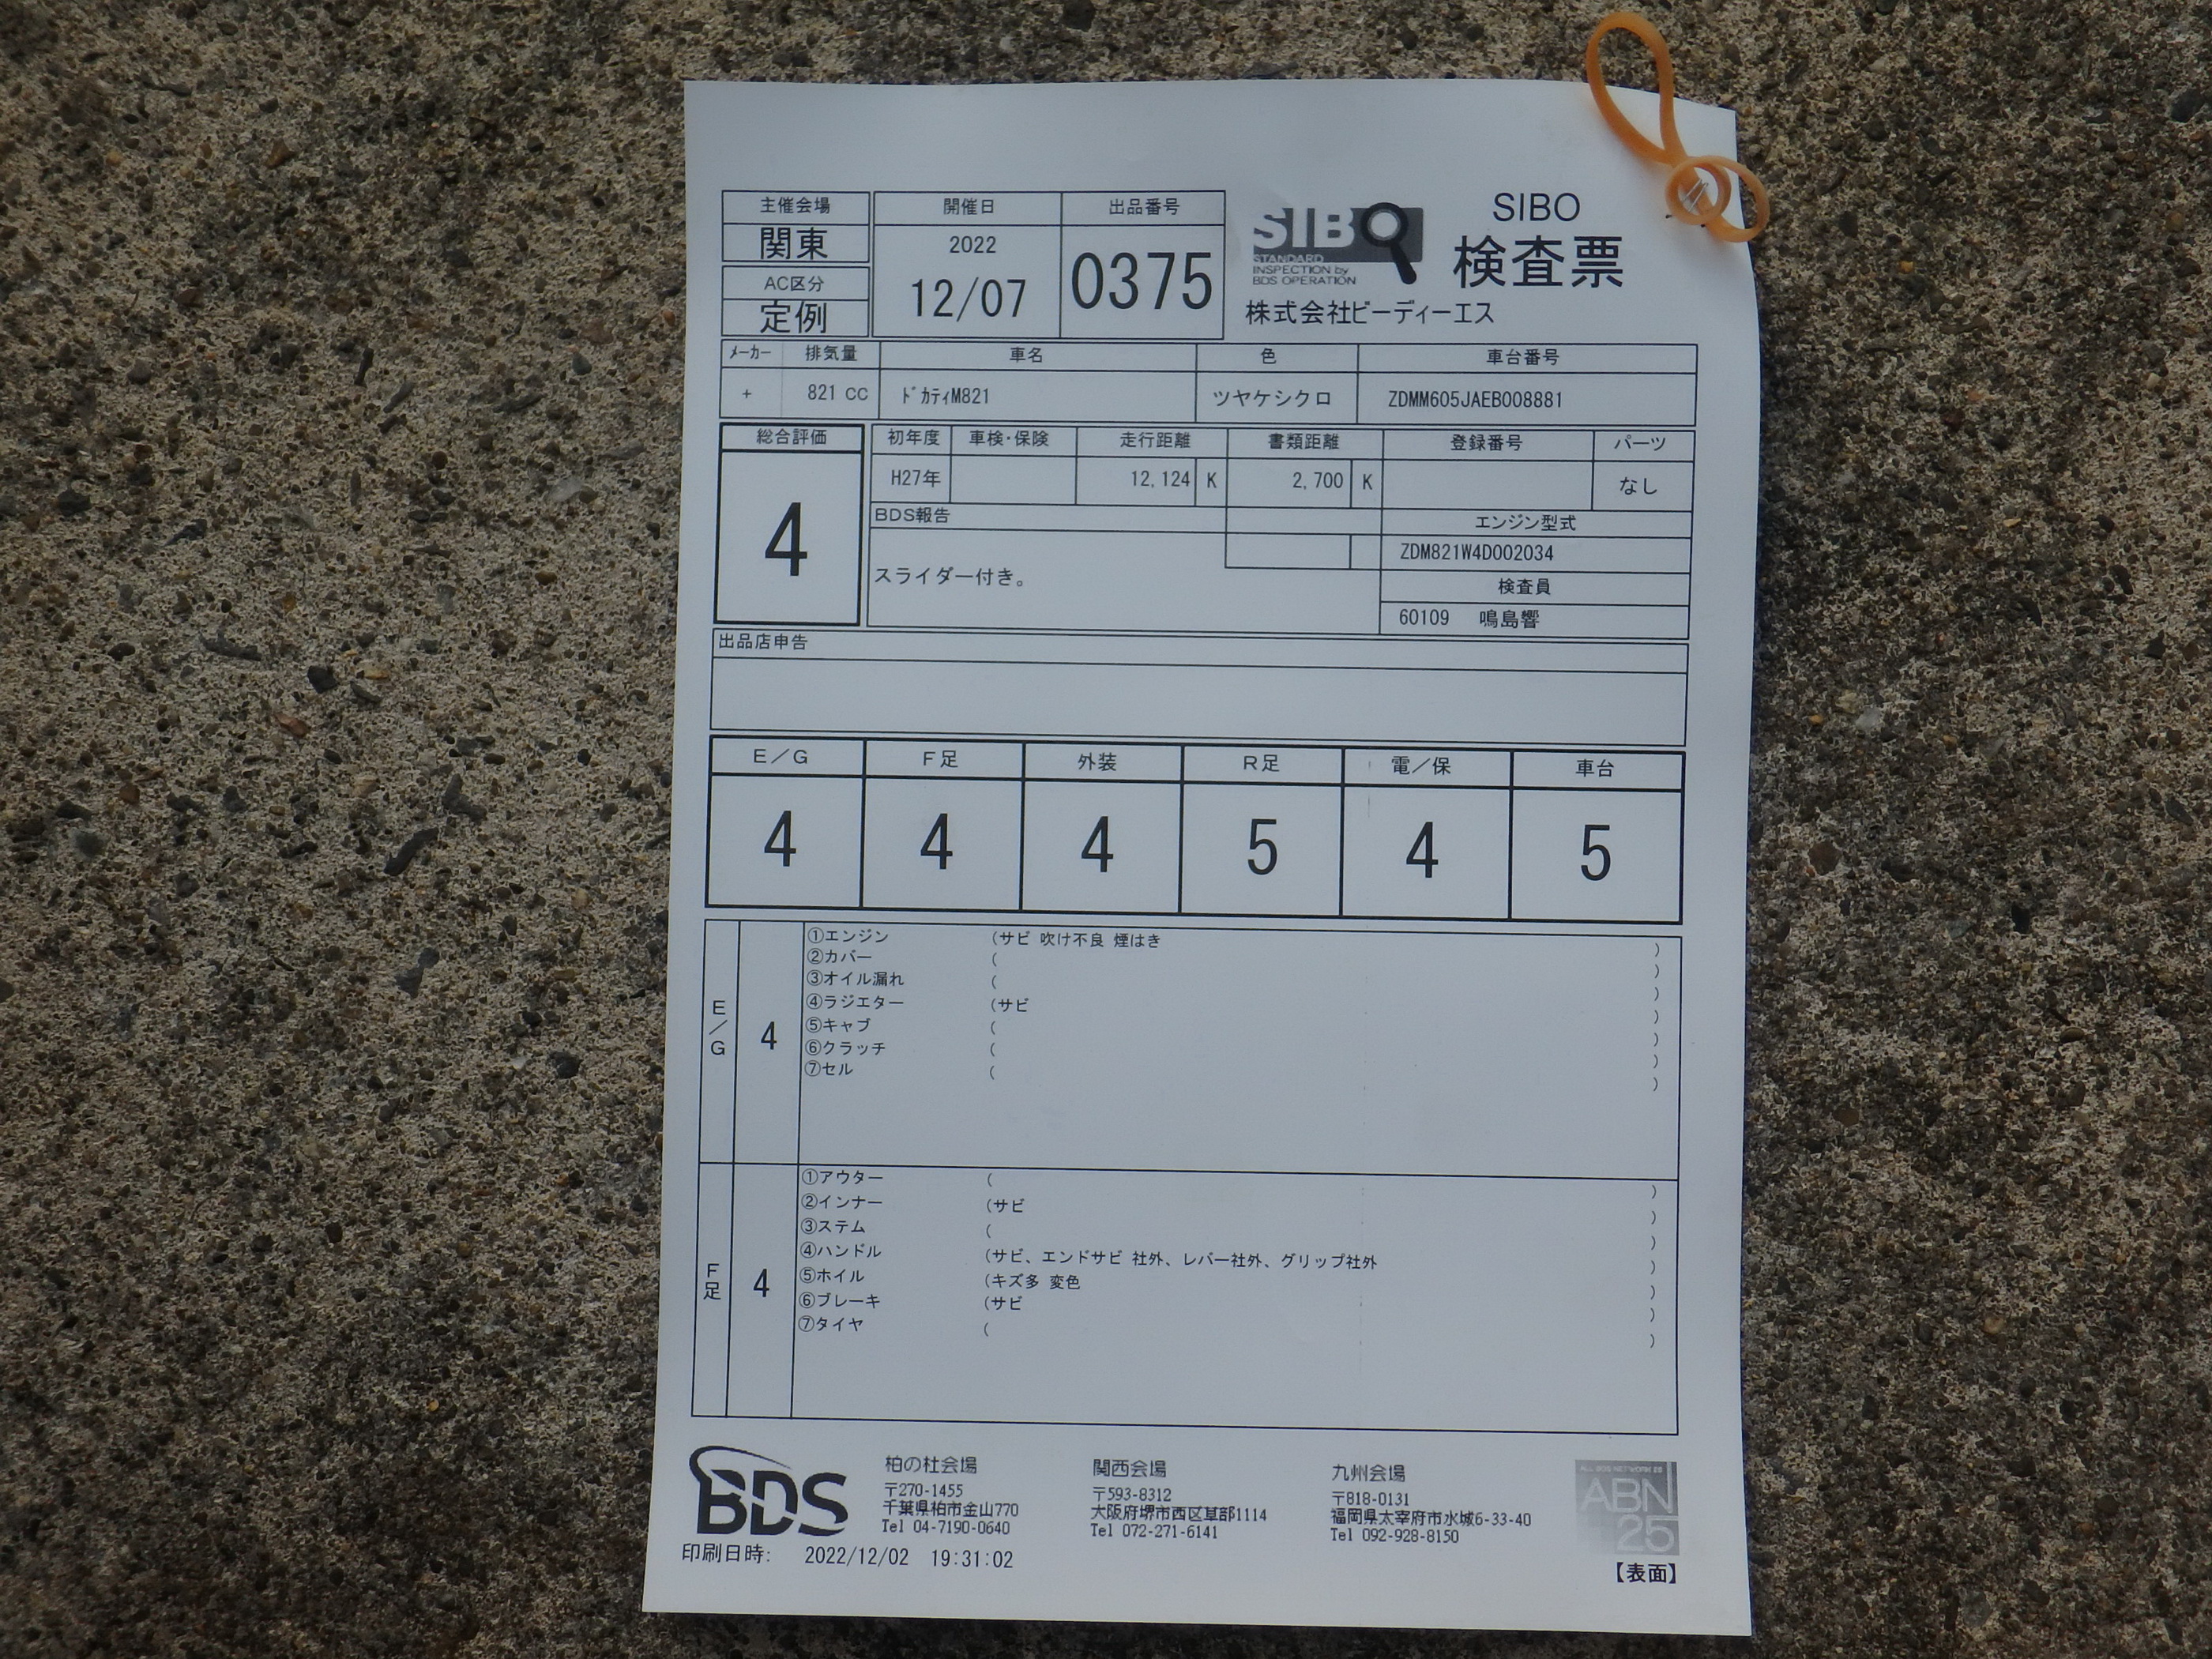 主催会場 開催日 出品番号
関東 2022 12/07 0375
AC区分
定例
SIBO
STANDARD
INSPECTION by
BDS OPERATION
SIBO
検査票
株式会社ビーディーエス
メーカー 排気量 車名 色 車台番号
+ 821 CC ドカティM821 ツヤケシクロ ZDMM605JAEB008881
総合評価 初年度 車検・保険 走行距離 書類距離 登録番号 パーツ
4 H27年 12,124 K 2,700 K なし
BDS報告 エンジン型式
ZDM821W4D002034
スライダー付き。 検査員
60109 鳴島響
出品店申告
E/G F足 外装 R足 電/保 車台
4 4 4 5 4 5
E/G 4
①エンジン (サビ 吹け不良 煙はき )
②カバー ( )
③オイル漏れ ( )
④ラジエター (サビ )
⑤キャブ ( )
⑥クラッチ ( )
⑦セル ( )
F足 4
①アウター ( )
②インナー (サビ )
③ステム ( )
④ハンドル (サビ、エンドサビ 社外、レバー社外、グリップ社外 )
⑤ホイル (キズ多 変色 )
⑥ブレーキ (サビ )
⑦タイヤ ( )
BDS
柏の杜会場
〒270-1455
千葉県柏市金山770
Tel 04-7190-0640
関西会場
〒593-8312
大阪府堺市西区草部1114
Tel 072-271-6141
九州会場
〒818-0131
福岡県太宰府市水城6-33-40
Tel 092-928-8150
ALL BDS NETWORK 25
ABN
25
印刷日時: 2022/12/02 19:31:02
【表面】